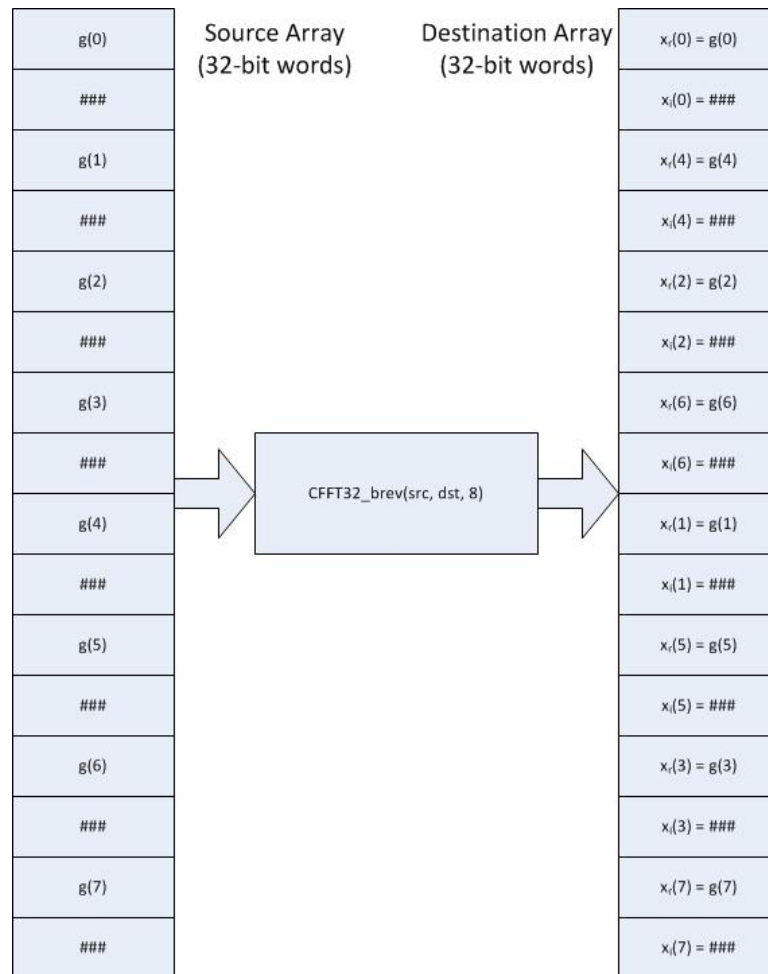 g(0)
###
g(1)
###
g(2)
###
g(3)
###
g(4)
###
g(5)
###
g(6)
###
g(7)
###
Source Array
(32-bit words)
CFFT32_brev(src, dst, 8)
Destination Array
(32-bit words)
xᵣ(0) = g(0)
xᵢ(0) = ###
xᵣ(4) = g(4)
xᵢ(4) = ###
xᵣ(2) = g(2)
xᵢ(2) = ###
xᵣ(6) = g(6)
xᵢ(6) = ###
xᵣ(1) = g(1)
xᵢ(1) = ###
xᵣ(5) = g(5)
xᵢ(5) = ###
xᵣ(3) = g(3)
xᵢ(3) = ###
xᵣ(7) = g(7)
xᵢ(7) = ###